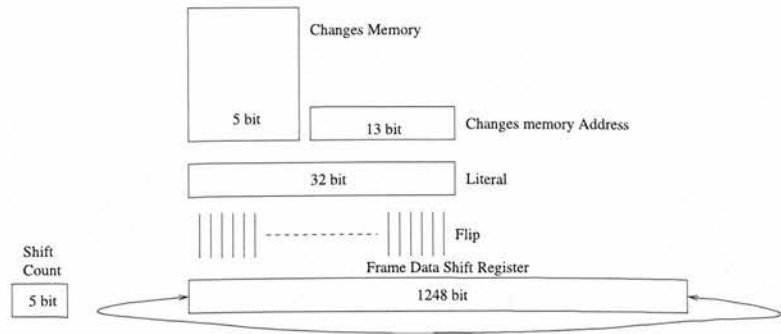 Changes Memory
5 bit
13 bit
Changes memory Address
32 bit
Literal
Flip
Shift
Count
Frame Data Shift Register
5 bit
1248 bit